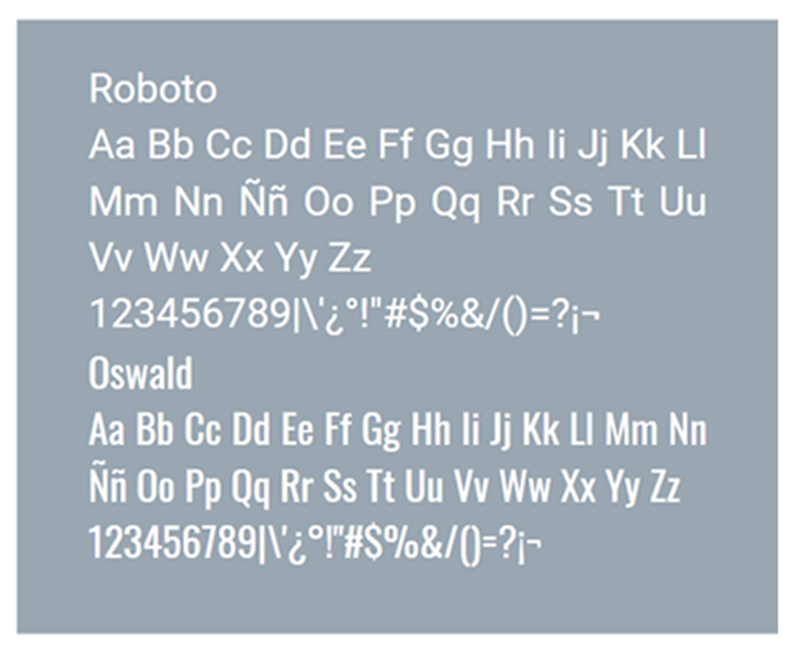 Roboto
Aa Bb Cc Dd Ee Ff Gg Hh Ii Jj Kk Ll
Mm Nn Ññ Oo Pp Qq Rr Ss Tt Uu
Vv Ww Xx Yy Zz
123456789|\'¿°!"#$%&/()=?¡¬
Oswald
Aa Bb Cc Dd Ee Ff Gg Hh Ii Jj Kk Ll Mm Nn
Ññ Oo Pp Qq Rr Ss Tt Uu Vv Ww Xx Yy Zz
123456789|\'¿°!"#$%&/()=?¡¬